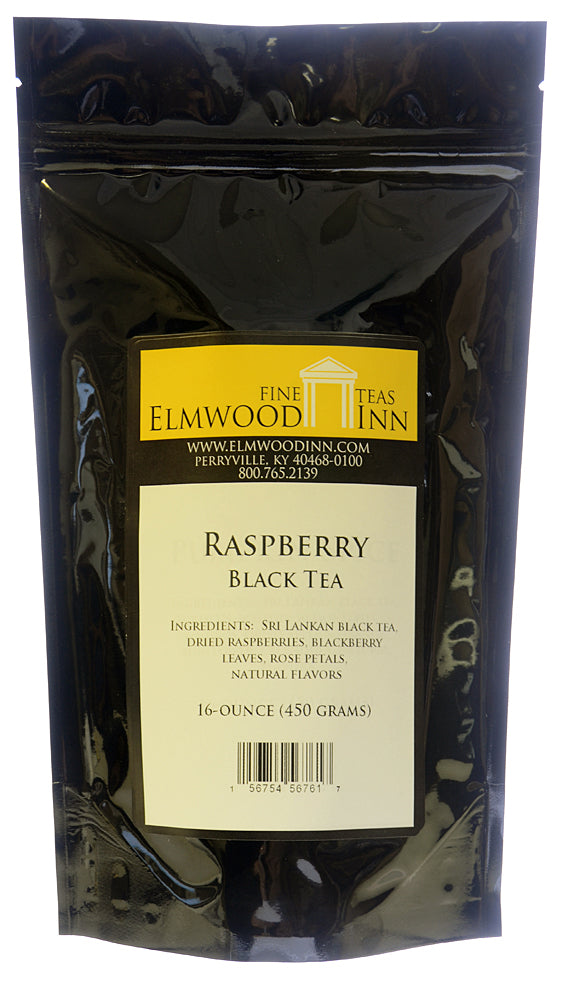 FINE TEAS
ELMWOOD INN
WWW.ELMWOODINN.COM
PERRYVILLE, KY 40468-0100
800.765.2139
RASPBERRY
BLACK TEA
INGREDIENTS: SRI LANKAN BLACK TEA,
DRIED RASPBERRIES, BLACKBERRY
LEAVES, ROSE PETALS,
NATURAL FLAVORS
16-OUNCE (450 GRAMS)
1 56754 56761 7